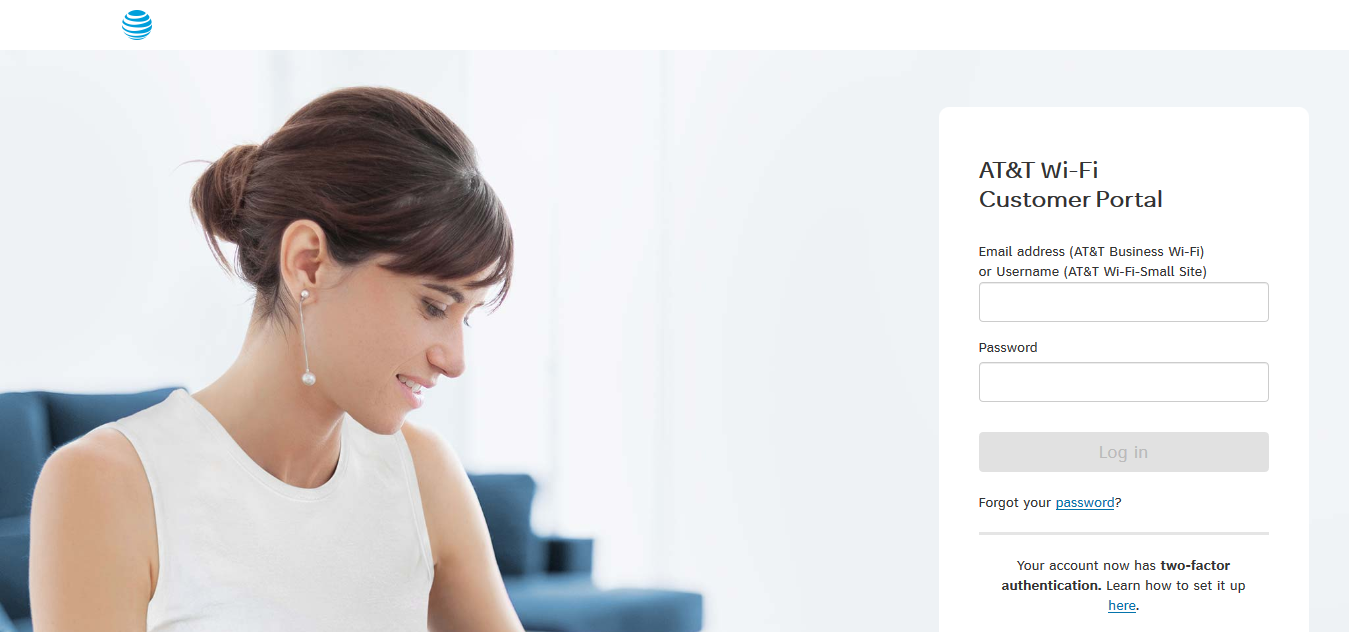 AT&T Wi-Fi
Customer Portal
Email address (AT&T Business Wi-Fi)
or Username (AT&T Wi-Fi-Small Site)
Password
Log in
Forgot your password?
Your account now has two-factor
authentication. Learn how to set it up
here.